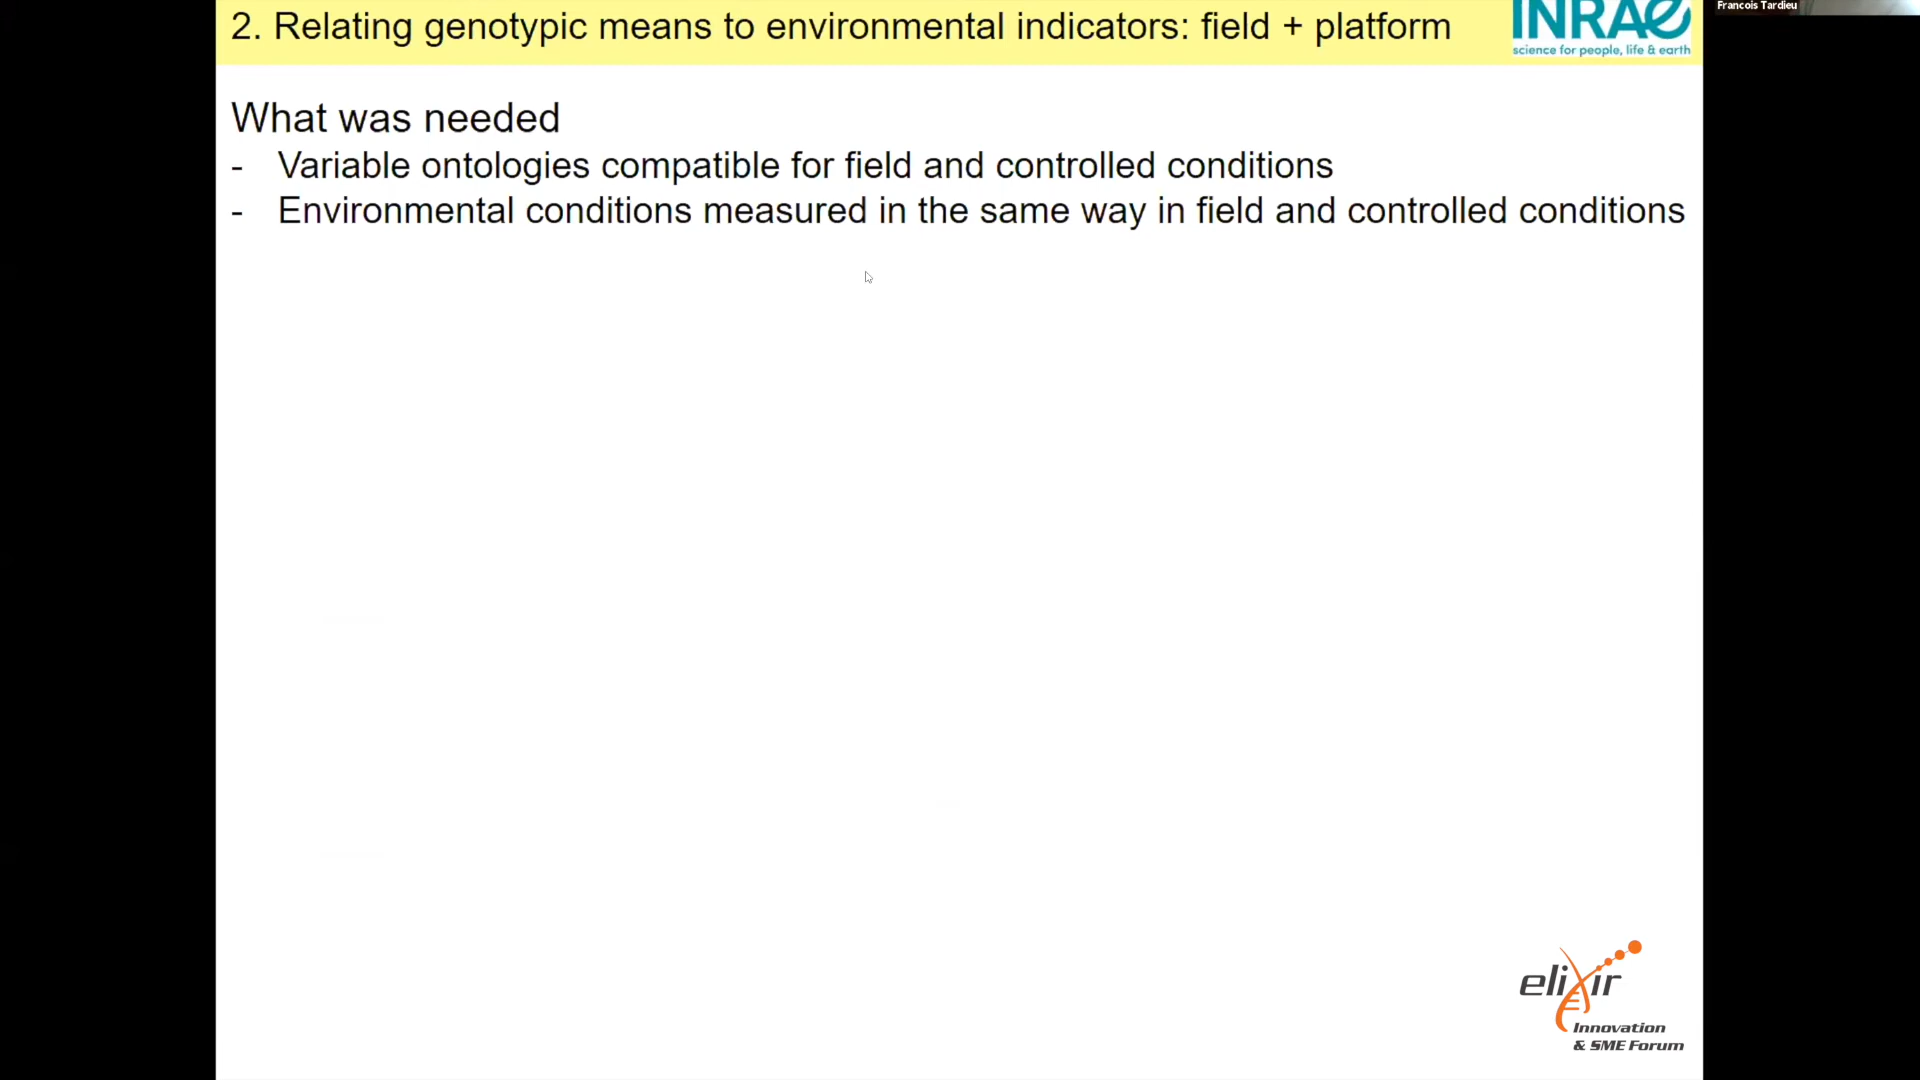 Francois Tardieu
2. Relating genotypic means to environmental indicators: field + platform
INRAE
science for people, life & earth
What was needed
- Variable ontologies compatible for field and controlled conditions
- Environmental conditions measured in the same way in field and controlled conditions
elixir
Innovation
& SME Forum